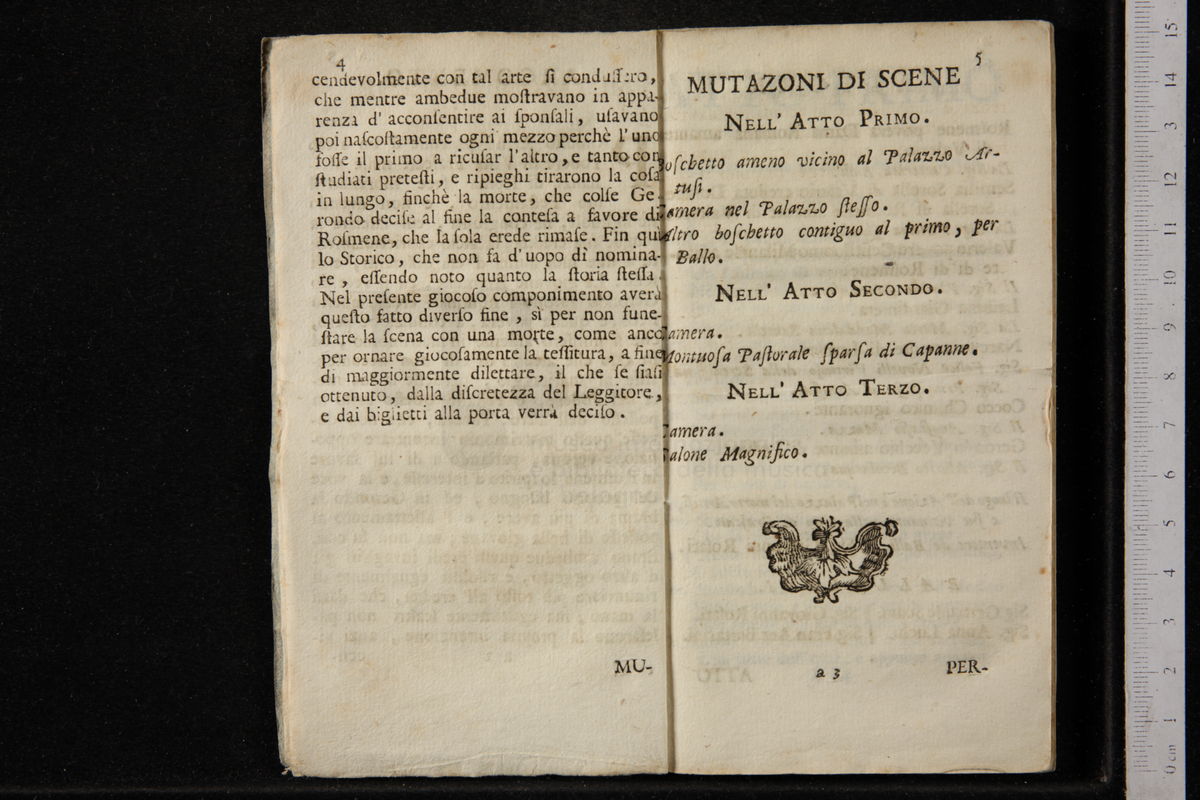 4
cendevolmente con tal arte ſi conduſſero,
che mentre ambedue moſtravano in appa-
renza d' acconſentire ai ſponſali, uſavano
poi naſcoſtamente ogni mezzo perchè l' uno
foſſe il primo a ricuſar l'altro, e tanto con
ſtudiati preteſti, e ripieghi tirarono la coſa
in lungo, finchè la morte, che colſe Ge-
rondo deciſe al fine la conteſa a favore di
Roſmene, che la ſola erede rimaſe. Fin quì
lo Storico, che non fa d'uopo dì nomina-
re, eſſendo noto quanto la ſtoria ſteſſa.
Nel preſente giocoſo componimento averà
queſto fatto diverſo fine, sì per non fune-
ſtare la ſcena con una morte, come anco
per ornare giocoſamente la teſſitura, a fine
di maggiormente dilettare, il che ſe ſiaſi
ottenuto, dalla diſcretezza del Leggitore,
e dai biglietti alla porta verrà deciſo.
MU-
5
MUTAZONI DI SCENE
NELL' ATTO PRIMO.
oſchetto ameno vicino al Palazzo Ar-
tuſi.
amera nel Palazzo ſteſſo.
ltro boſchetto contiguo al primo, per
Ballo.
NELL' ATTO SECONDO.
amera.
Montuoſa Paſtorale ſparſa di Capanne.
NELL' ATTO TERZO.
amera.
alone Magnifico.
a 3
PER-